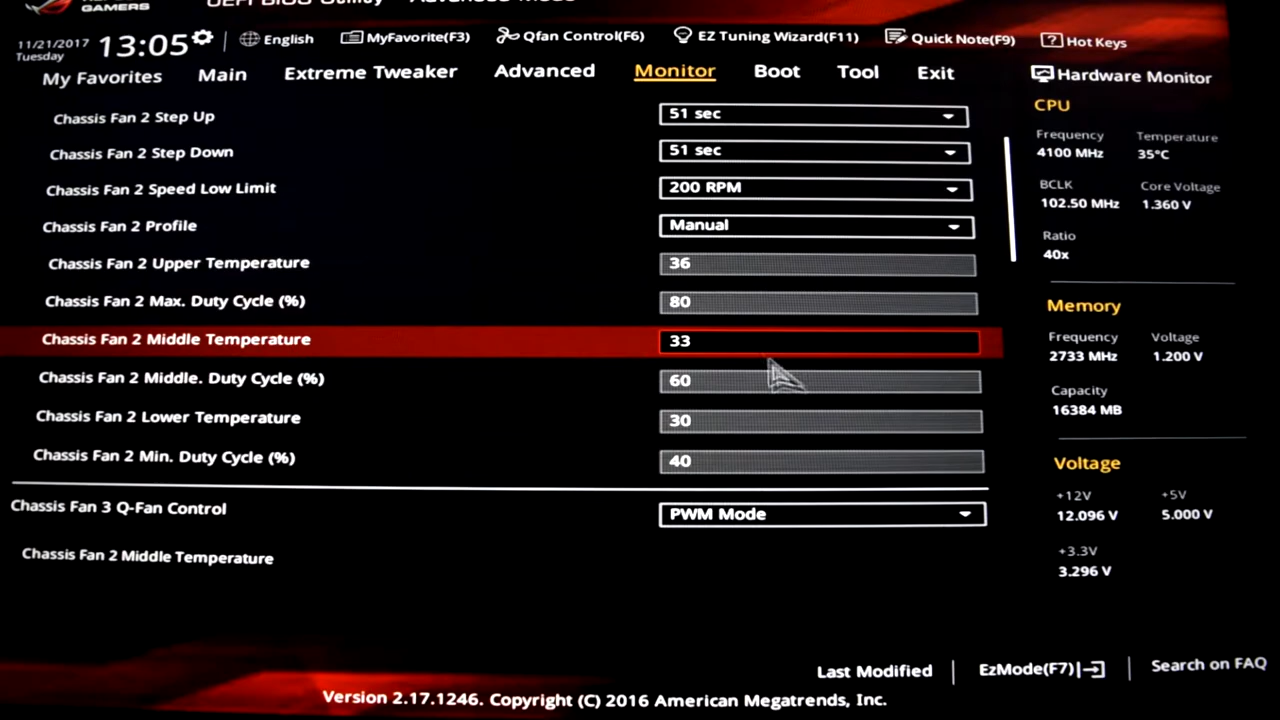 GAMERS
UEFI BIOS Utility – Advanced Mode
11/21/2017
Tuesday
13:05
English
MyFavorite(F3)
Qfan Control(F6)
EZ Tuning Wizard(F11)
Quick Note(F9)
? Hot Keys
My Favorites
Main
Extreme Tweaker
Advanced
Monitor
Boot
Tool
Exit
Chassis Fan 2 Step Up 51 sec
Chassis Fan 2 Step Down 51 sec
Chassis Fan 2 Speed Low Limit 200 RPM
Chassis Fan 2 Profile Manual
Chassis Fan 2 Upper Temperature 36
Chassis Fan 2 Max. Duty Cycle (%) 80
Chassis Fan 2 Middle Temperature 33
Chassis Fan 2 Middle. Duty Cycle (%) 60
Chassis Fan 2 Lower Temperature 30
Chassis Fan 2 Min. Duty Cycle (%) 40
Chassis Fan 3 Q-Fan Control PWM Mode
Chassis Fan 2 Middle Temperature
Hardware Monitor
CPU
Frequency Temperature
4100 MHz 35°C
BCLK Core Voltage
102.50 MHz 1.360 V
Ratio
40x
Memory
Frequency Voltage
2733 MHz 1.200 V
Capacity
16384 MB
Voltage
+12V +5V
12.096 V 5.000 V
+3.3V
3.296 V
Last Modified
EzMode(F7)
Search on FAQ
Version 2.17.1246. Copyright (C) 2016 American Megatrends, Inc.